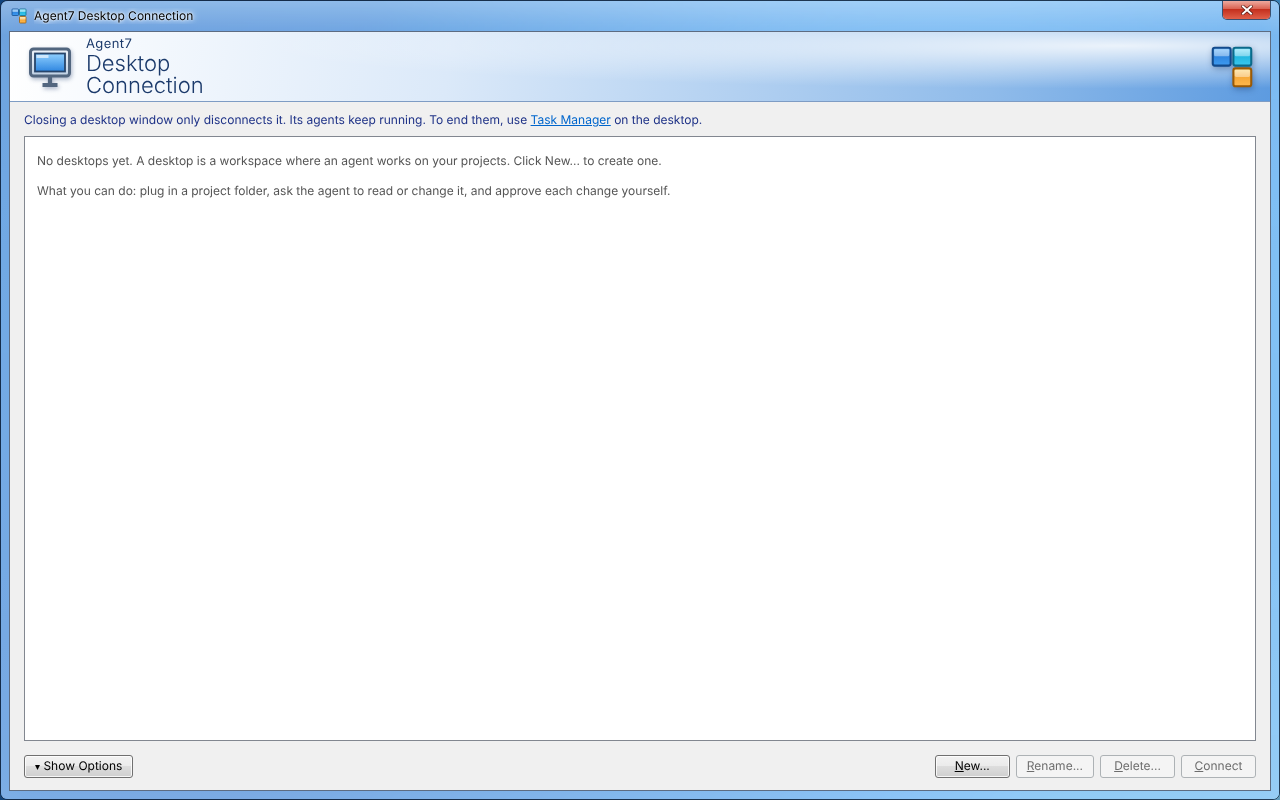 Agent7 Desktop Connection
Agent7
Desktop
Connection
Closing a desktop window only disconnects it. Its agents keep running. To end them, use Task Manager on the desktop.
No desktops yet. A desktop is a workspace where an agent works on your projects. Click New... to create one.
What you can do: plug in a project folder, ask the agent to read or change it, and approve each change yourself.
▾ Show Options
New...
Rename...
Delete...
Connect